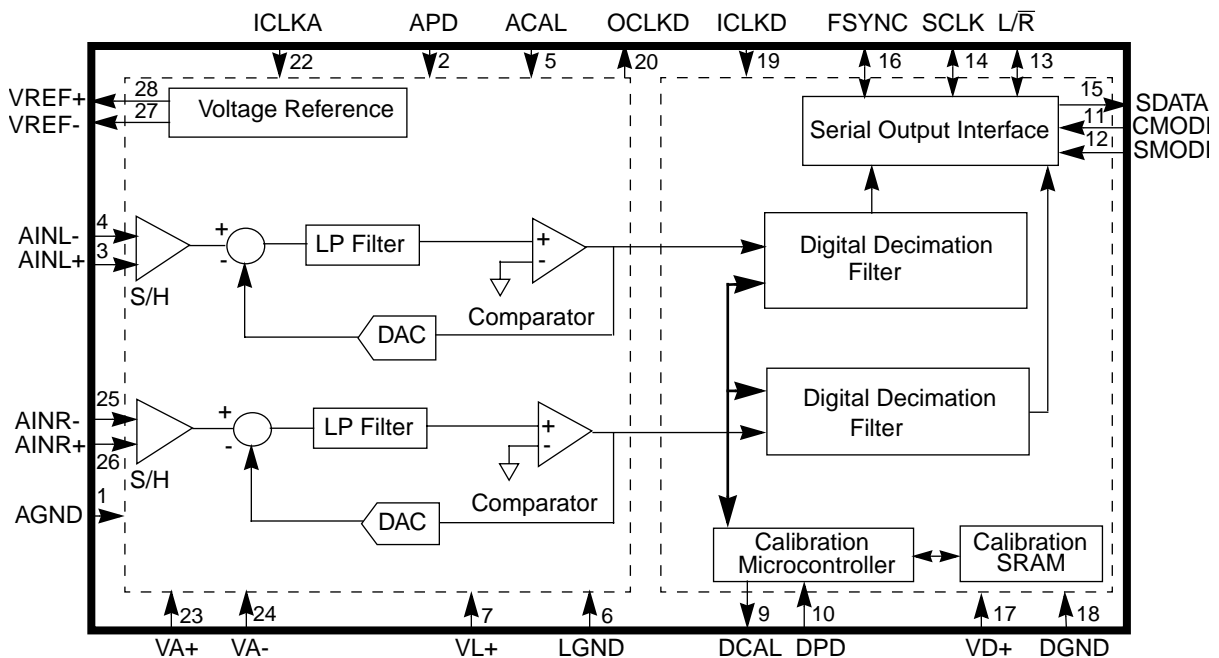 ICLKA APD ACAL OCLKD ICLKD FSYNC SCLK L/R̅
22 2 5 20 19 16 14 13
VREF+ 28
VREF- 27
Voltage Reference
Serial Output Interface
15 SDATA
11 CMODE
12 SMODE
AINL- 4
AINL+ 3
S/H
+
-
LP Filter
+
-
Comparator
DAC
Digital Decimation
Filter
AINR- 25
AINR+ 26
S/H
+
-
LP Filter
+
-
Comparator
DAC
Digital Decimation
Filter
AGND 1
Calibration
Microcontroller
Calibration
SRAM
23 24 7 6 9 10 17 18
VA+ VA- VL+ LGND DCAL DPD VD+ DGND